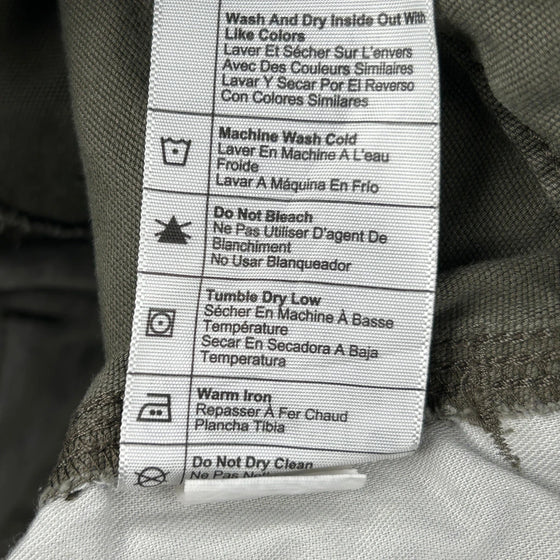 Wash And Dry Inside Out With
Like Colors
Laver Et Sécher Sur L'envers
Avec Des Couleurs Similaires
Lavar Y Secar Por El Reverso
Con Colores Similares
Machine Wash Cold
Laver En Machine À L'eau
Froide
Lavar A Máquina En Frío
Do Not Bleach
Ne Pas Utiliser D'agent De
Blanchiment
No Usar Blanqueador
Tumble Dry Low
Sécher En Machine À Basse
Température
Secar En Secadora A Baja
Temperatura
Warm Iron
Repasser À Fer Chaud
Plancha Tibia
Do Not Dry Clean
Ne Pas